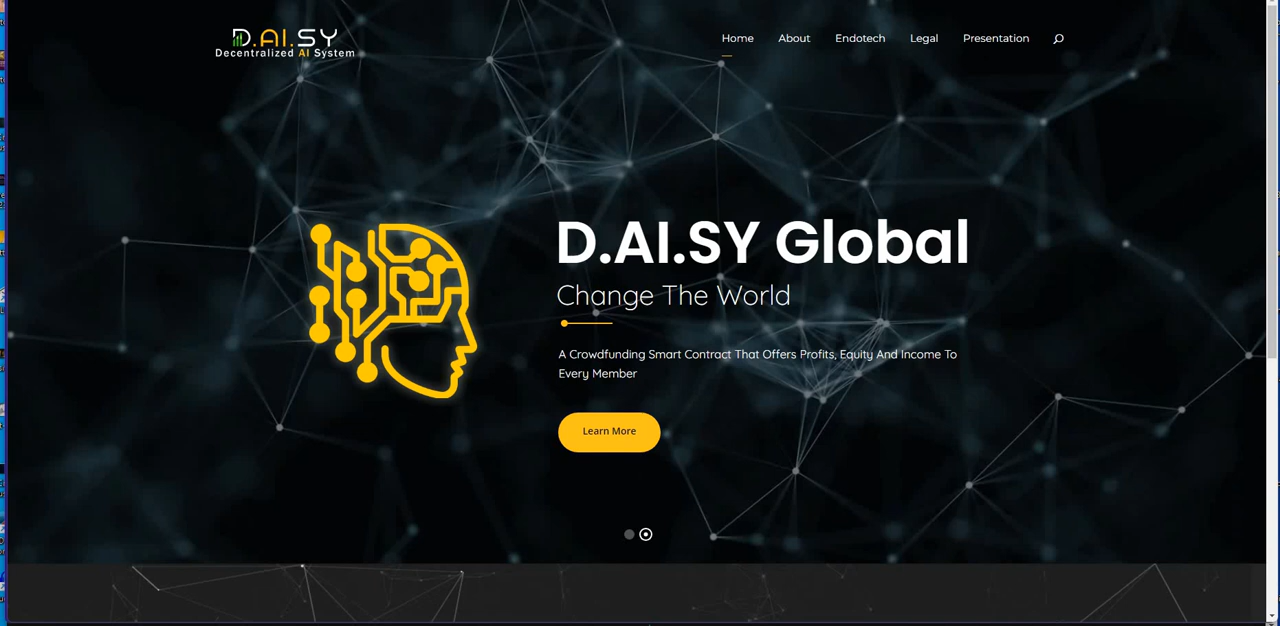 D.AI.SY
Decentralized AI System
Home About Endotech Legal Presentation
D.AI.SY Global
Change The World
A Crowdfunding Smart Contract That Offers Profits, Equity And Income To
Every Member
Learn More